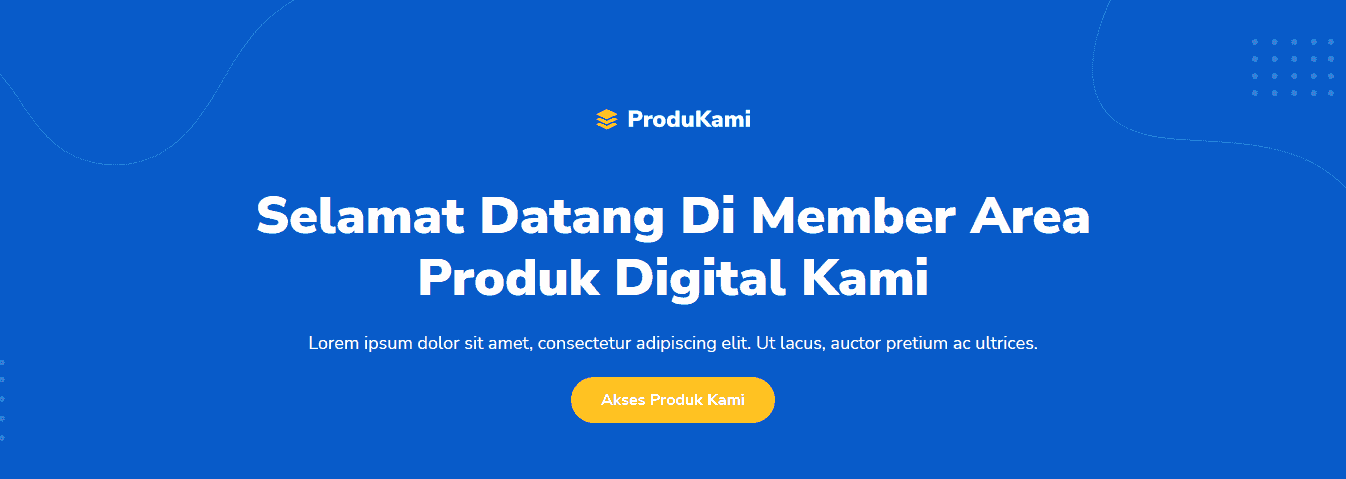 ProduKami
Selamat Datang Di Member Area
Produk Digital Kami
Lorem ipsum dolor sit amet, consectetur adipiscing elit. Ut lacus, auctor pretium ac ultrices.
Akses Produk Kami